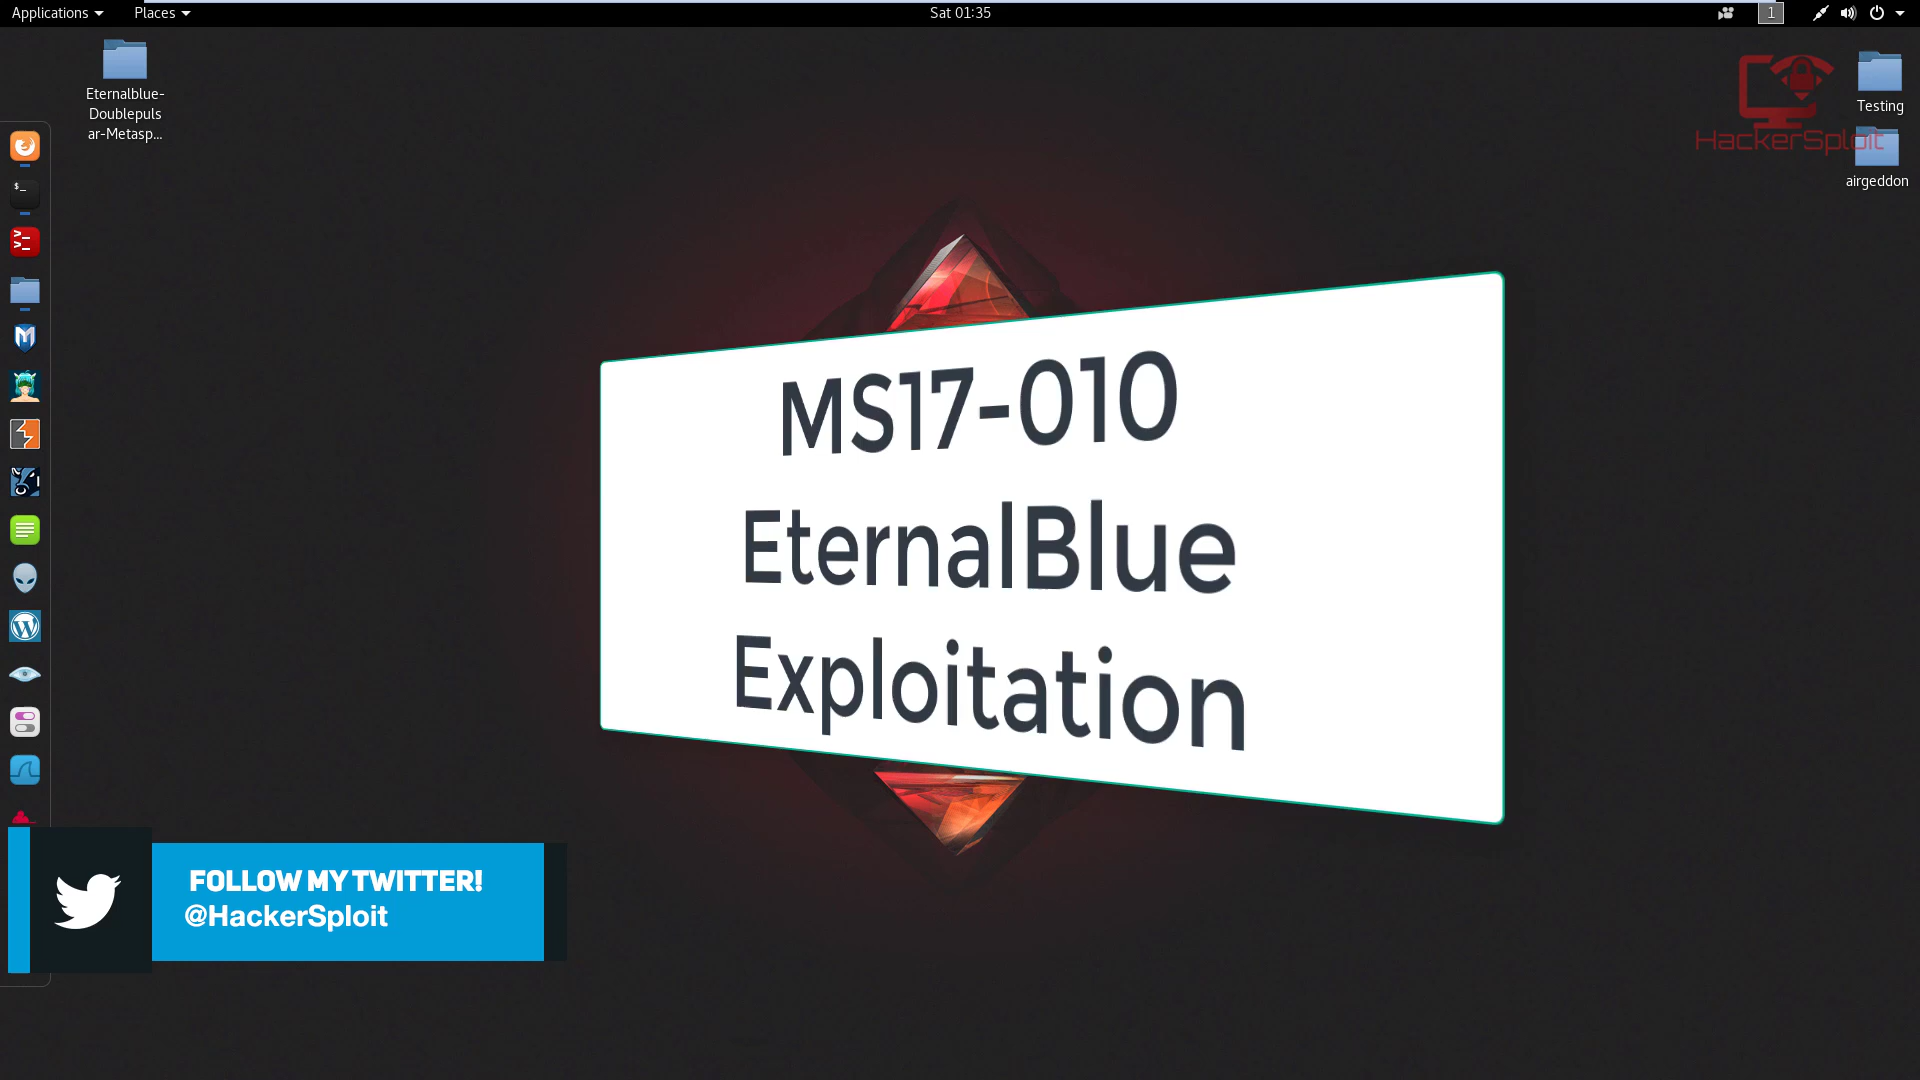 Applications
Places
Sat 01:35
1
Eternalblue-
Doublepuls
ar-Metasp...
HackerSploit
Testing
airgeddon
MS17-010
EternalBlue
Exploitation
FOLLOW MY TWITTER!
@HackerSploit